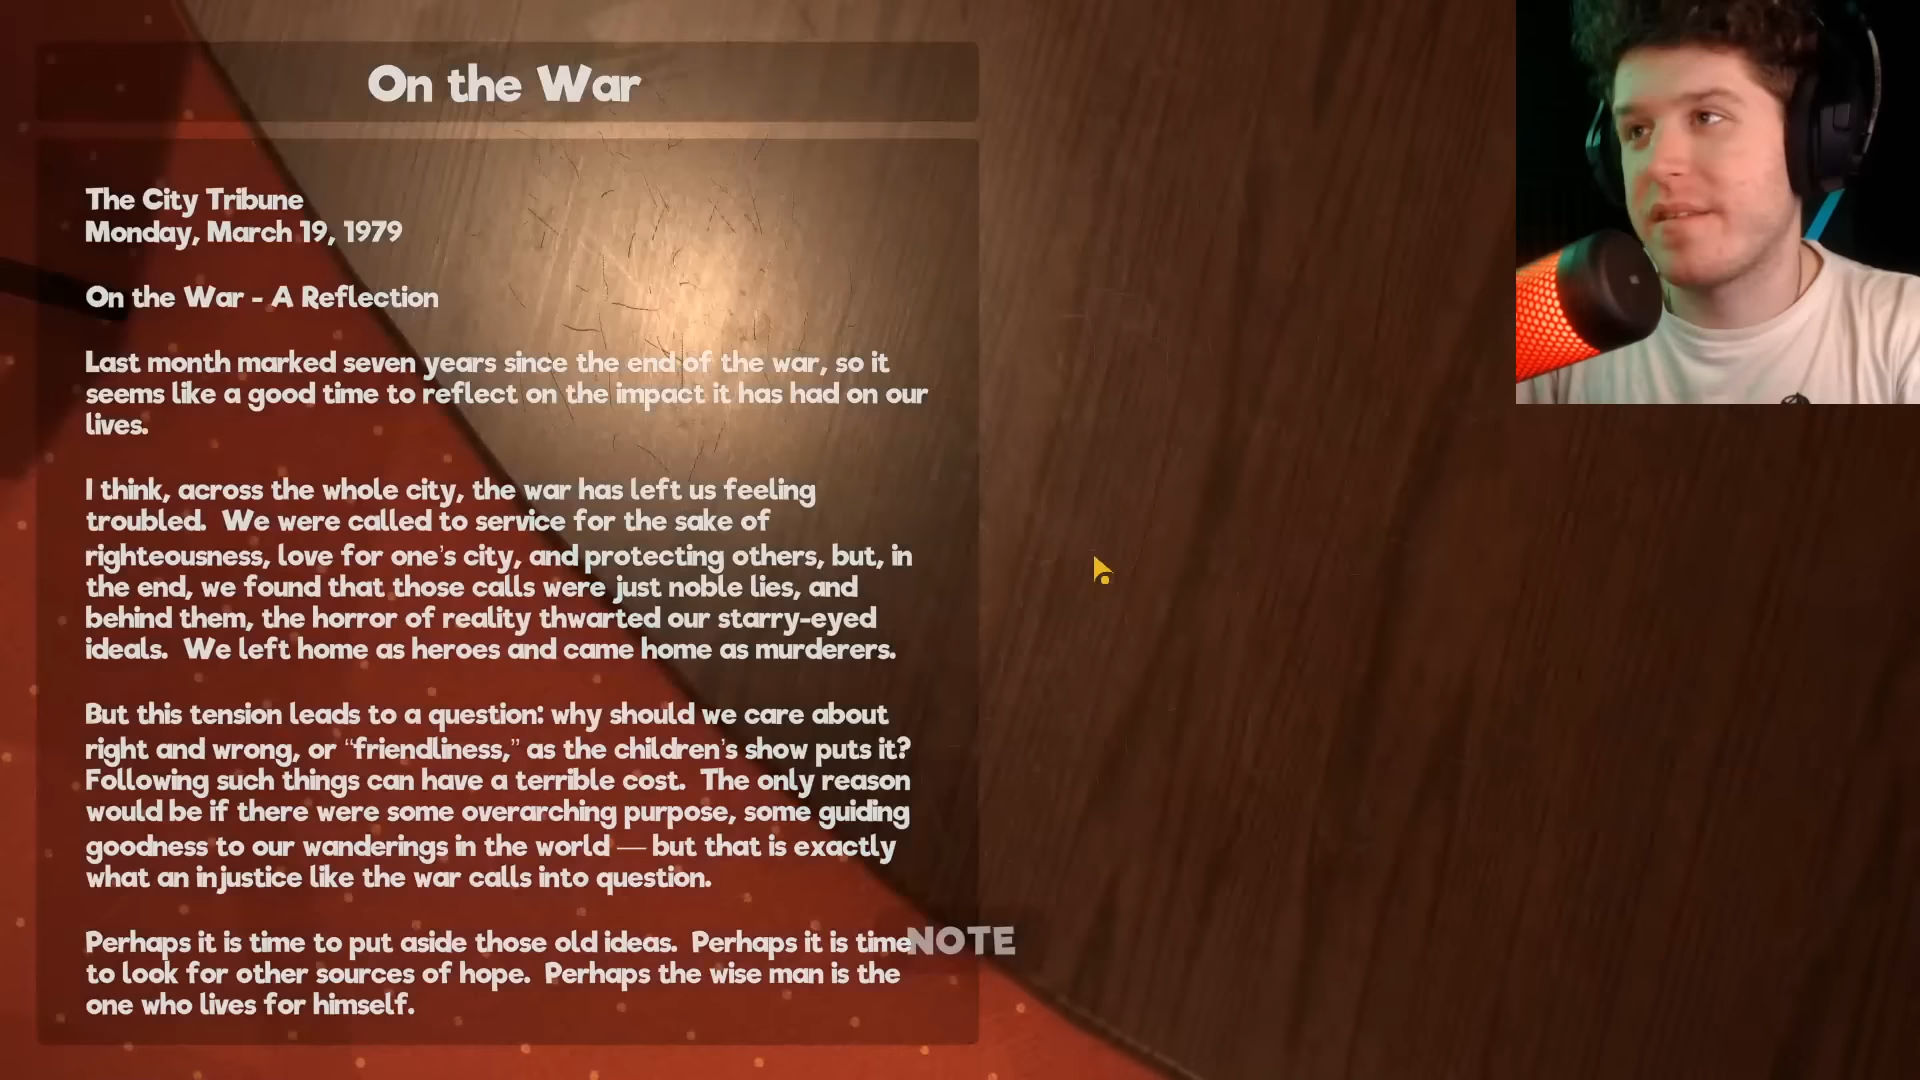 On the War
The City Tribune
Monday, March 19, 1979
On the War - A Reflection
Last month marked seven years since the end of the war, so it
seems like a good time to reflect on the impact it has had on our
lives.
I think, across the whole city, the war has left us feeling
troubled.  We were called to service for the sake of
righteousness, love for one's city, and protecting others, but, in
the end, we found that those calls were just noble lies, and
behind them, the horror of reality thwarted our starry-eyed
ideals.  We left home as heroes and came home as murderers.
But this tension leads to a question: why should we care about
right and wrong, or “friendliness,” as the children's show puts it?
Following such things can have a terrible cost.  The only reason
would be if there were some overarching purpose, some guiding
goodness to our wanderings in the world — but that is exactly
what an injustice like the war calls into question.
Perhaps it is time to put aside those old ideas.  Perhaps it is time
to look for other sources of hope.  Perhaps the wise man is the
one who lives for himself.
NOTE